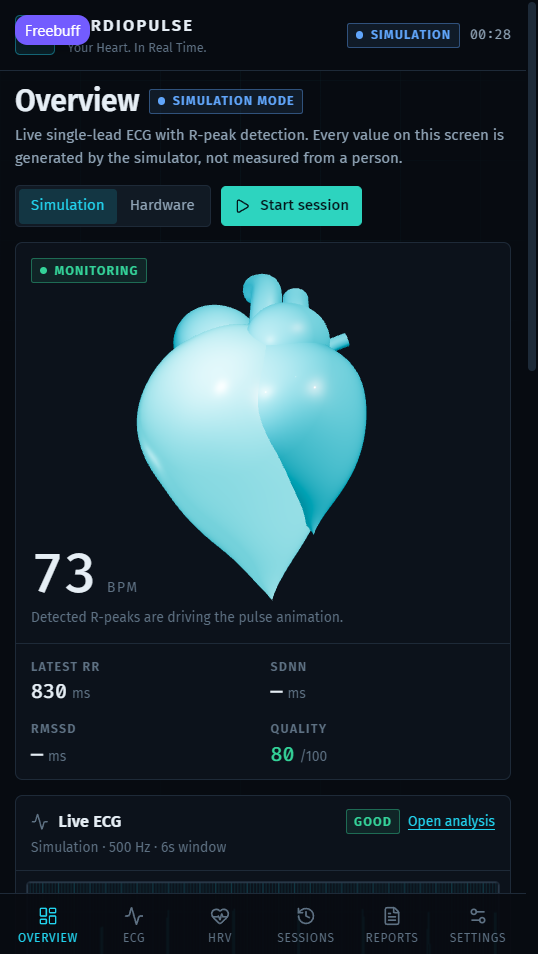 Freebuff
RDIOPULSE
Your Heart. In Real Time.
SIMULATION
00:28
Overview
SIMULATION MODE
Live single-lead ECG with R-peak detection. Every value on this screen is
generated by the simulator, not measured from a person.
Simulation
Hardware
Start session
MONITORING
73 BPM
Detected R-peaks are driving the pulse animation.
LATEST RR
830 ms
SDNN
— ms
RMSSD
— ms
QUALITY
80 /100
Live ECG
GOOD
Open analysis
Simulation · 500 Hz · 6s window
OVERVIEW
ECG
HRV
SESSIONS
REPORTS
SETTINGS